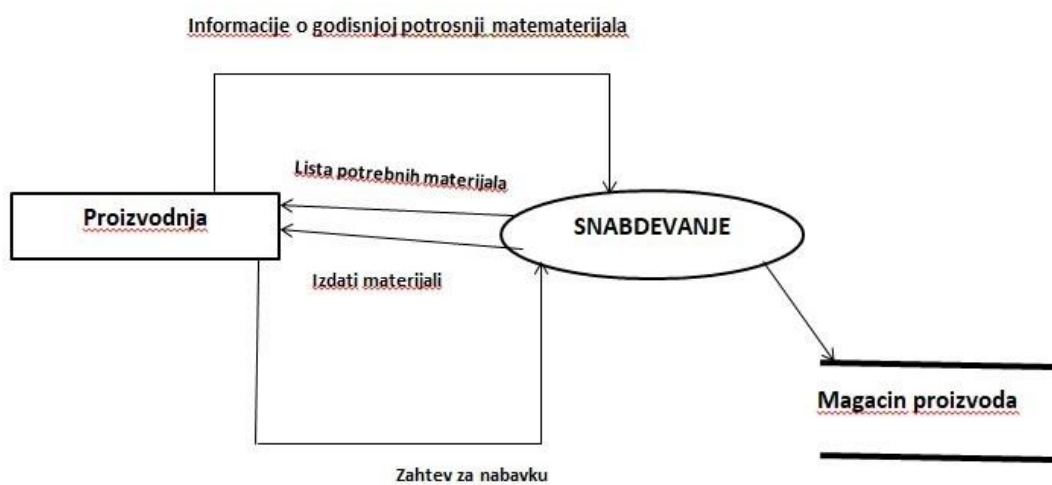 Informacije o godisnjoj potrosnji matematerijala
Lista potrebnih materijala
Proizvodnja
SNABDEVANJE
Izdati materijali
Magacin proizvoda
Zahtev za nabavku